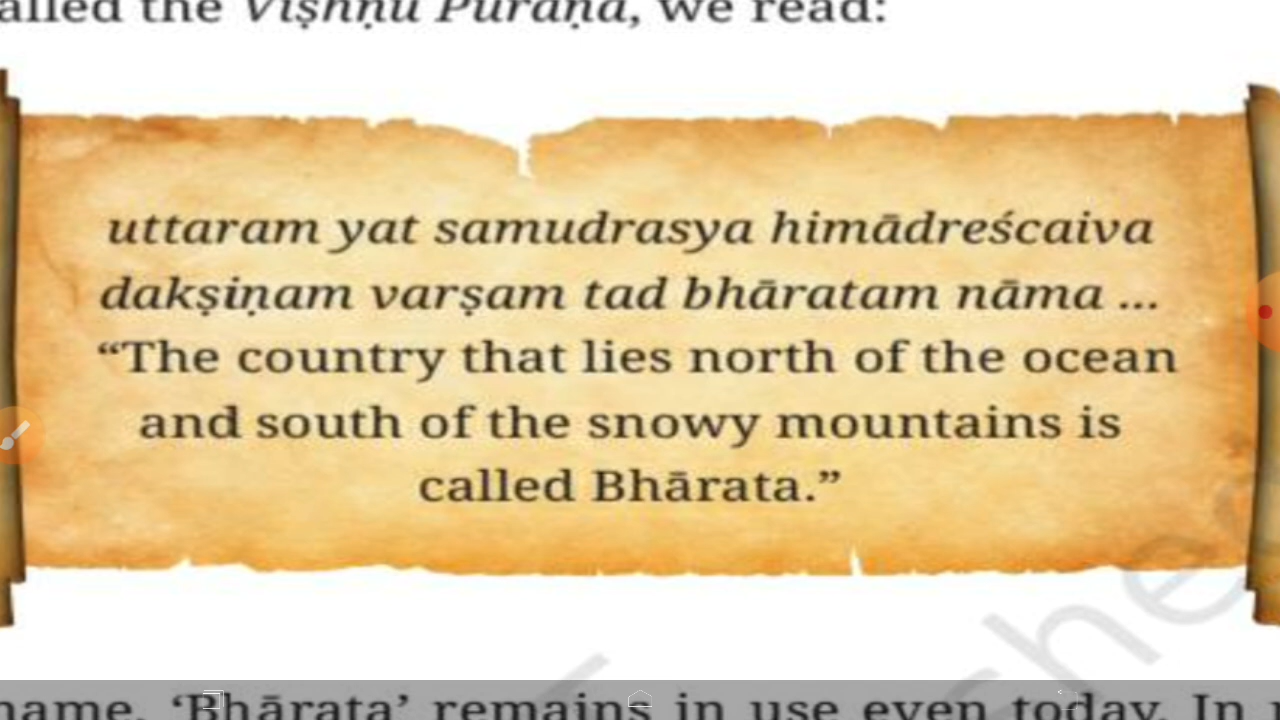 alled the Viṣhṇu Purāṇa, we read:
uttaram yat samudrasya himādreścaiva
dakṣiṇam varṣam tad bhāratam nāma ...
“The country that lies north of the ocean
and south of the snowy mountains is
called Bhārata.”
name, ‘Bhārata’ remains in use even today. In